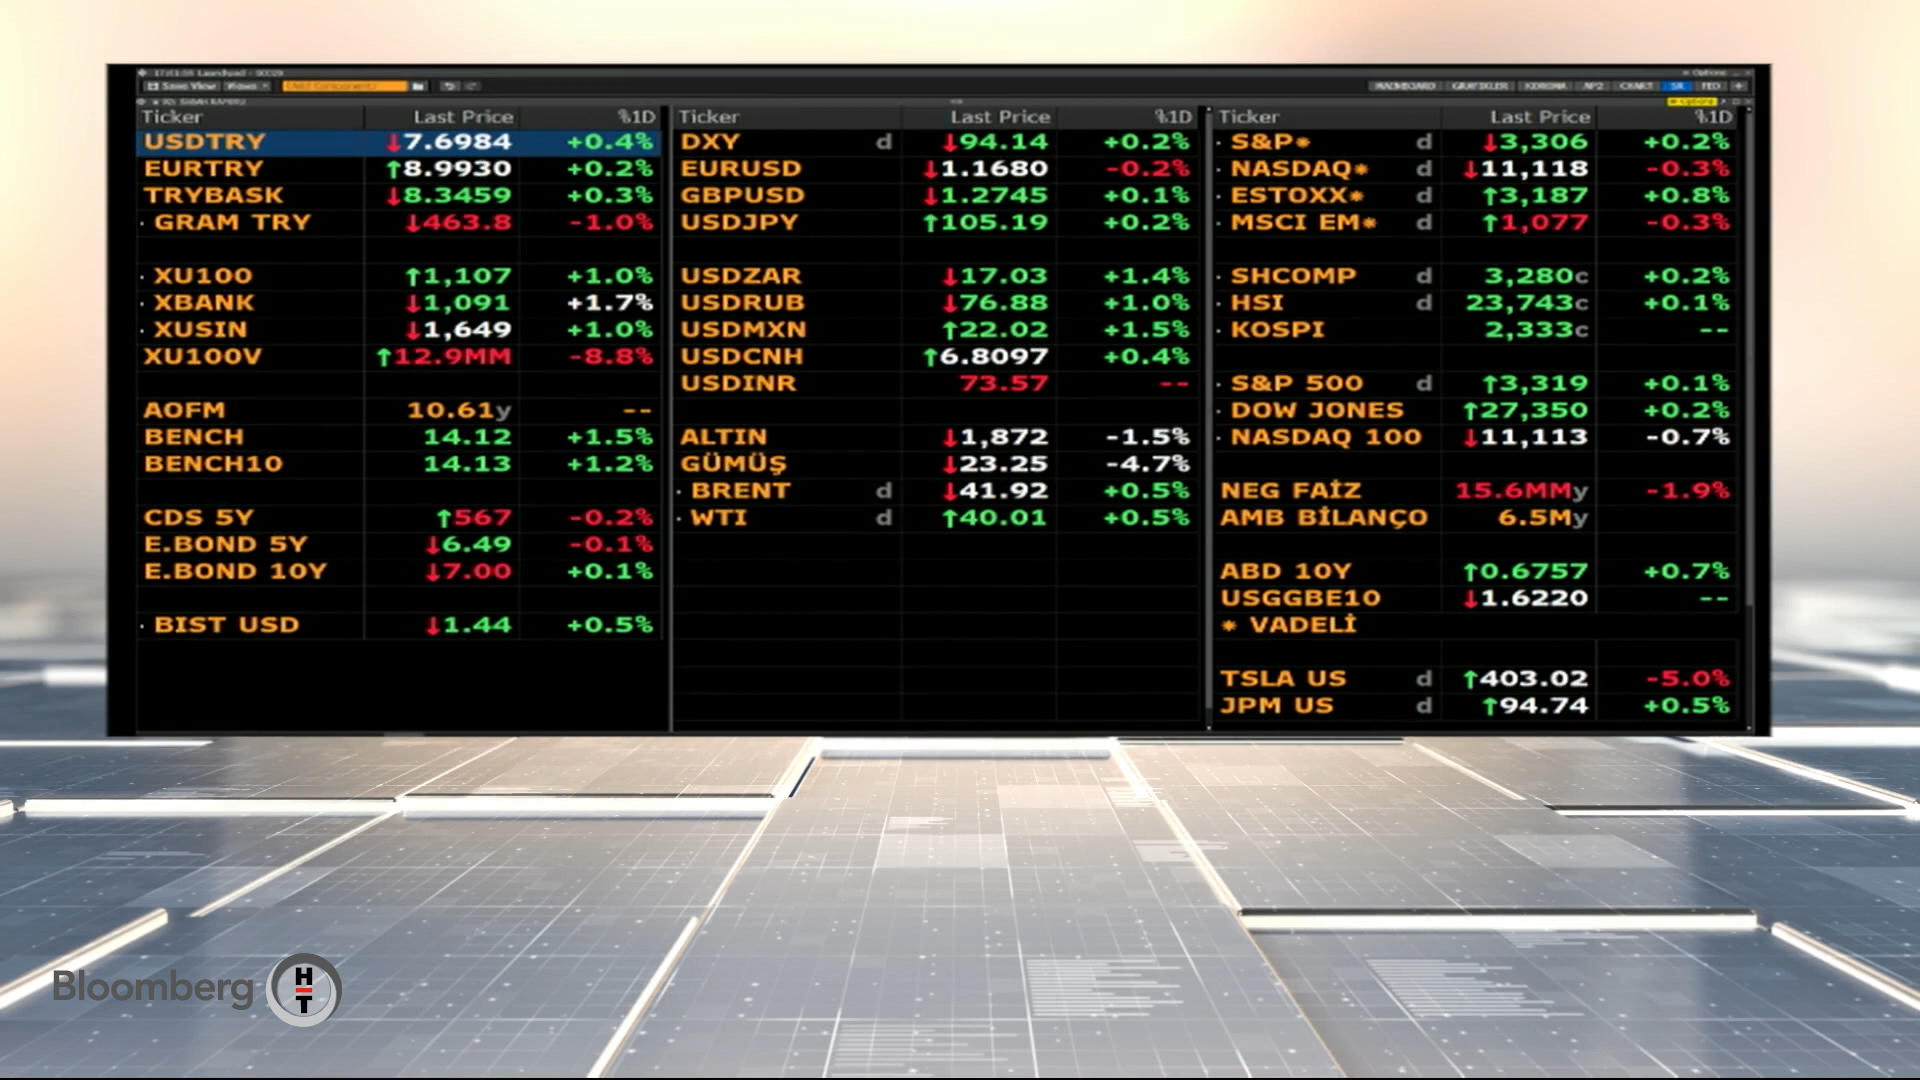 Save View Views
Options
CHART SR FED
Ticker Last Price %1D
USDTRY ↓7.6984 +0.4%
EURTRY ↑8.9930 +0.2%
TRYBASK ↓8.3459 +0.3%
GRAM TRY ↓463.8 -1.0%
XU100 ↑1,107 +1.0%
XBANK ↓1,091 +1.7%
XUSIN ↓1,649 +1.0%
XU100V ↑12.9MM -8.8%
AOFM 10.61y --
BENCH 14.12 +1.5%
BENCH10 14.13 +1.2%
CDS 5Y ↑567 -0.2%
E.BOND 5Y ↓6.49 -0.1%
E.BOND 10Y ↓7.00 +0.1%
BIST USD ↓1.44 +0.5%
Ticker Last Price %1D
DXY d ↓94.14 +0.2%
EURUSD ↓1.1680 -0.2%
GBPUSD ↓1.2745 +0.1%
USDJPY ↑105.19 +0.2%
USDZAR ↓17.03 +1.4%
USDRUB ↓76.88 +1.0%
USDMXN ↑22.02 +1.5%
USDCNH ↑6.8097 +0.4%
USDINR 73.57 --
ALTIN ↓1,872 -1.5%
GÜMÜŞ ↓23.25 -4.7%
BRENT d ↓41.92 +0.5%
WTI d ↑40.01 +0.5%
Ticker Last Price %1D
S&P* d ↓3,306 +0.2%
NASDAQ* d ↓11,118 -0.3%
ESTOXX* d ↑3,187 +0.8%
MSCI EM* d ↑1,077 -0.3%
SHCOMP d 3,280c +0.2%
HSI d 23,743c +0.1%
KOSPI 2,333c --
S&P 500 d ↑3,319 +0.1%
DOW JONES ↑27,350 +0.2%
NASDAQ 100 ↓11,113 -0.7%
NEG FAİZ 15.6MMy -1.9%
AMB BİLANÇO 6.5My
ABD 10Y ↑0.6757 +0.7%
USGGBE10 ↓1.6220 --
* VADELİ
TSLA US d ↑403.02 -5.0%
JPM US d ↑94.74 +0.5%
Bloomberg HT